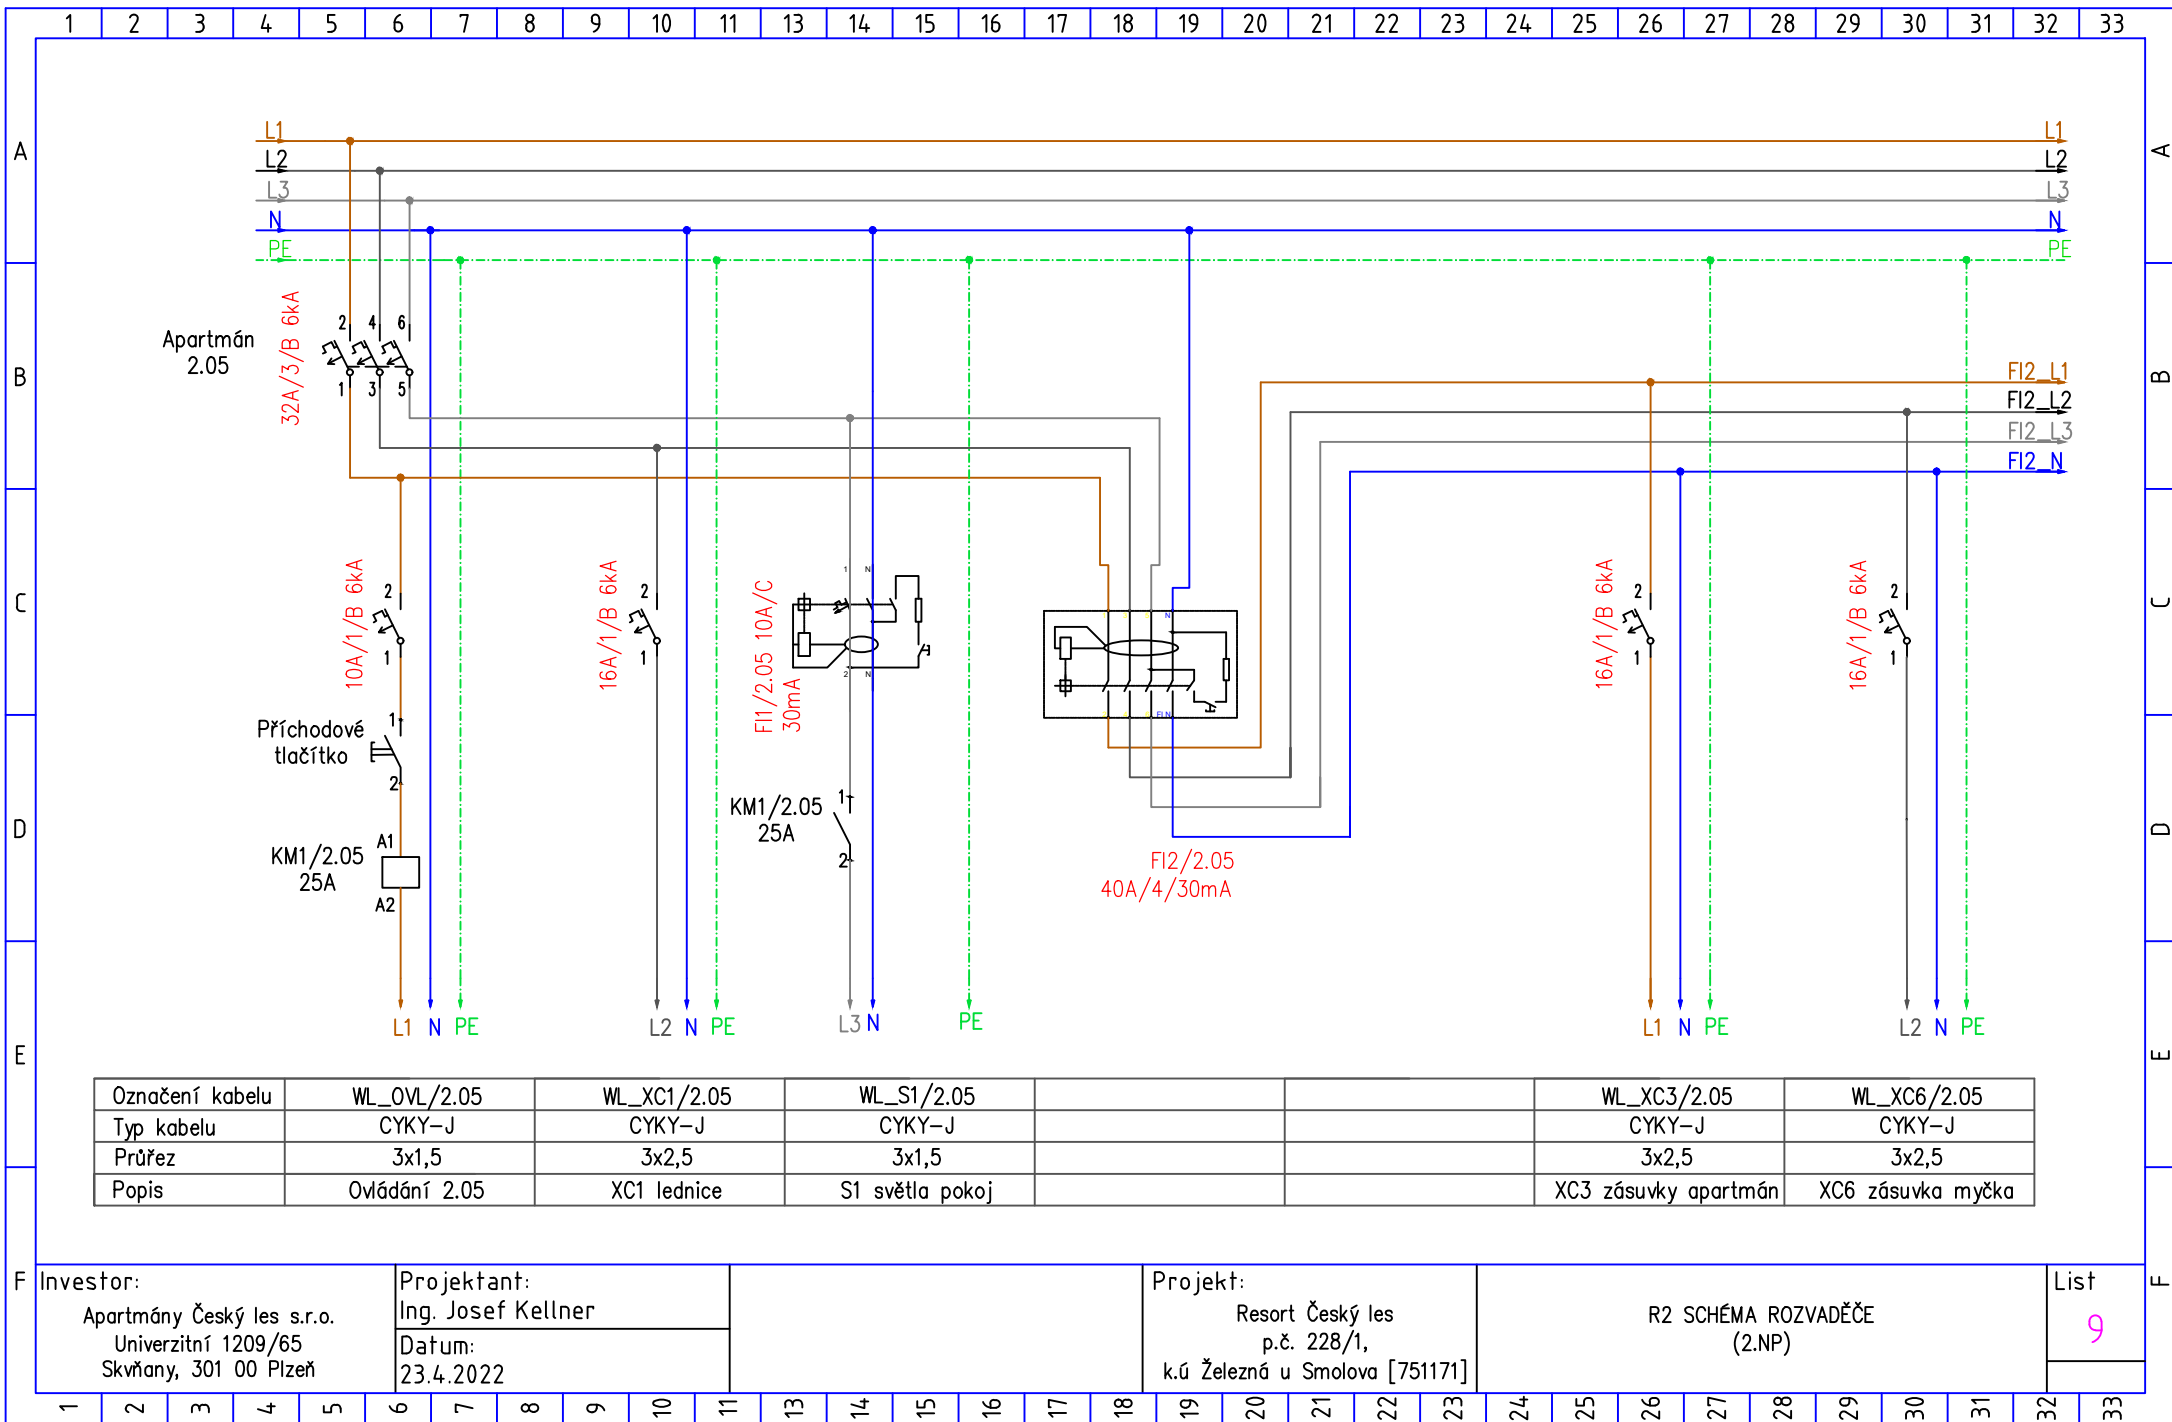 1 2 3 4 5 6 7 8 9 10 11 13 14 15 16 17 18 19 20 21 22 23 24 25 26 27 28 29 30 31 32 33
A
L1
L1
A
L2
L2
L3
L3
N
N
PE
PE
Apartmán
2.05
32A/3/B 6kA
2 4 6
1 3 5
B
B
FI2_L1
FI2_L2
FI2_L3
FI2_N
C
C
10A/1/B 6kA
2
1
16A/1/B 6kA
2
1
FI1/2.05 10A/C
30mA
1 N
2 N
N
FI N
16A/1/B 6kA
2
1
16A/1/B 6kA
2
1
Příchodové
tlačítko
1
2
D
D
KM1/2.05
25A
A1
A2
KM1/2.05
25A
1
2
FI2/2.05
40A/4/30mA
L1 N PE
L2 N PE
L3 N
PE
L1 N PE
L2 N PE
E
E
Označení kabelu WL_OVL/2.05 WL_XC1/2.05 WL_S1/2.05 WL_XC3/2.05 WL_XC6/2.05
Typ kabelu CYKY-J CYKY-J CYKY-J CYKY-J CYKY-J
Průřez 3x1,5 3x2,5 3x1,5 3x2,5 3x2,5
Popis Ovládání 2.05 XC1 lednice S1 světla pokoj XC3 zásuvky apartmán XC6 zásuvka myčka
F
F
Investor:
Apartmány Český les s.r.o.
Univerzitní 1209/65
Skvňany, 301 00 Plzeň
Projektant:
Ing. Josef Kellner
Datum:
23.4.2022
Projekt:
Resort Český les
p.č. 228/1,
k.ú Železná u Smolova [751171]
R2 SCHÉMA ROZVADĚČE
(2.NP)
List
9
1 2 3 4 5 6 7 8 9 10 11 13 14 15 16 17 18 19 20 21 22 23 24 25 26 27 28 29 30 31 32 33